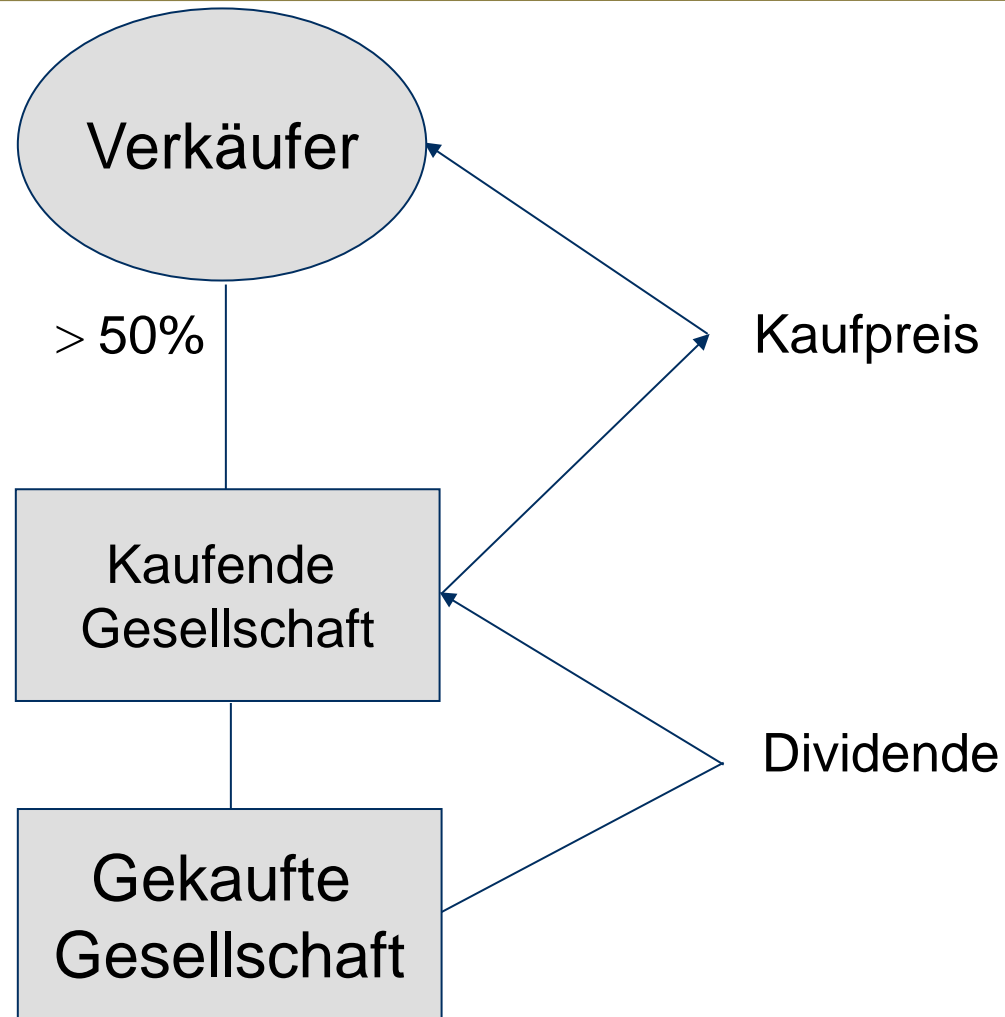 Verkäufer
> 50%
Kaufpreis
Kaufende
Gesellschaft
Dividende
Gekaufte
Gesellschaft